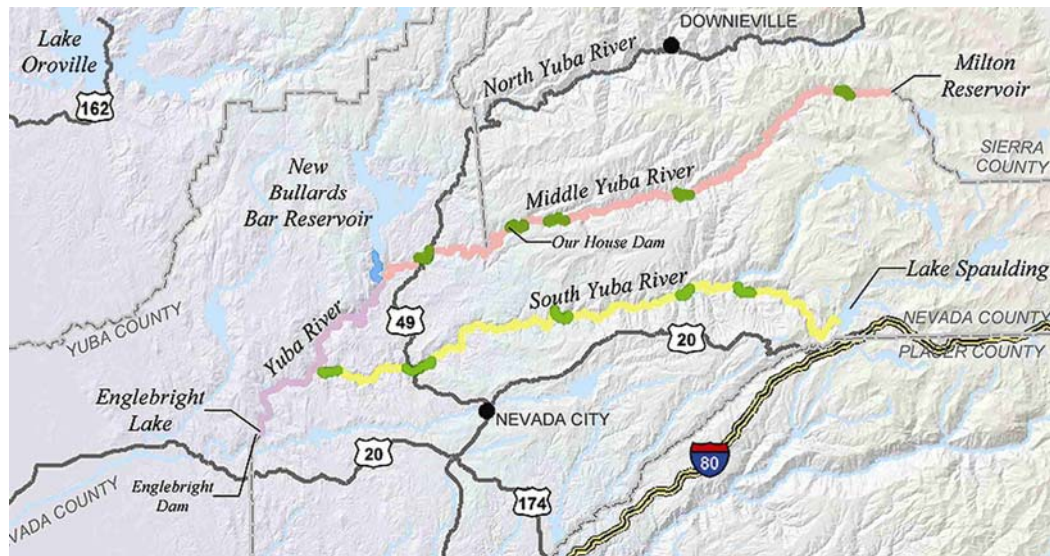 DOWNIEVILLE
Lake
Oroville
162
North Yuba River
Milton
Reservoir
SIERRA
COUNTY
New
Bullards
Bar Reservoir
Middle Yuba River
Our House Dam
South Yuba River
Lake Spaulding
49
20
NEVADA COUNTY
PLACER COUNTY
YUBA COUNTY
Yuba River
Englebright
Lake
NEVADA CITY
20
80
Englebright
Dam
174
VADA COUNTY